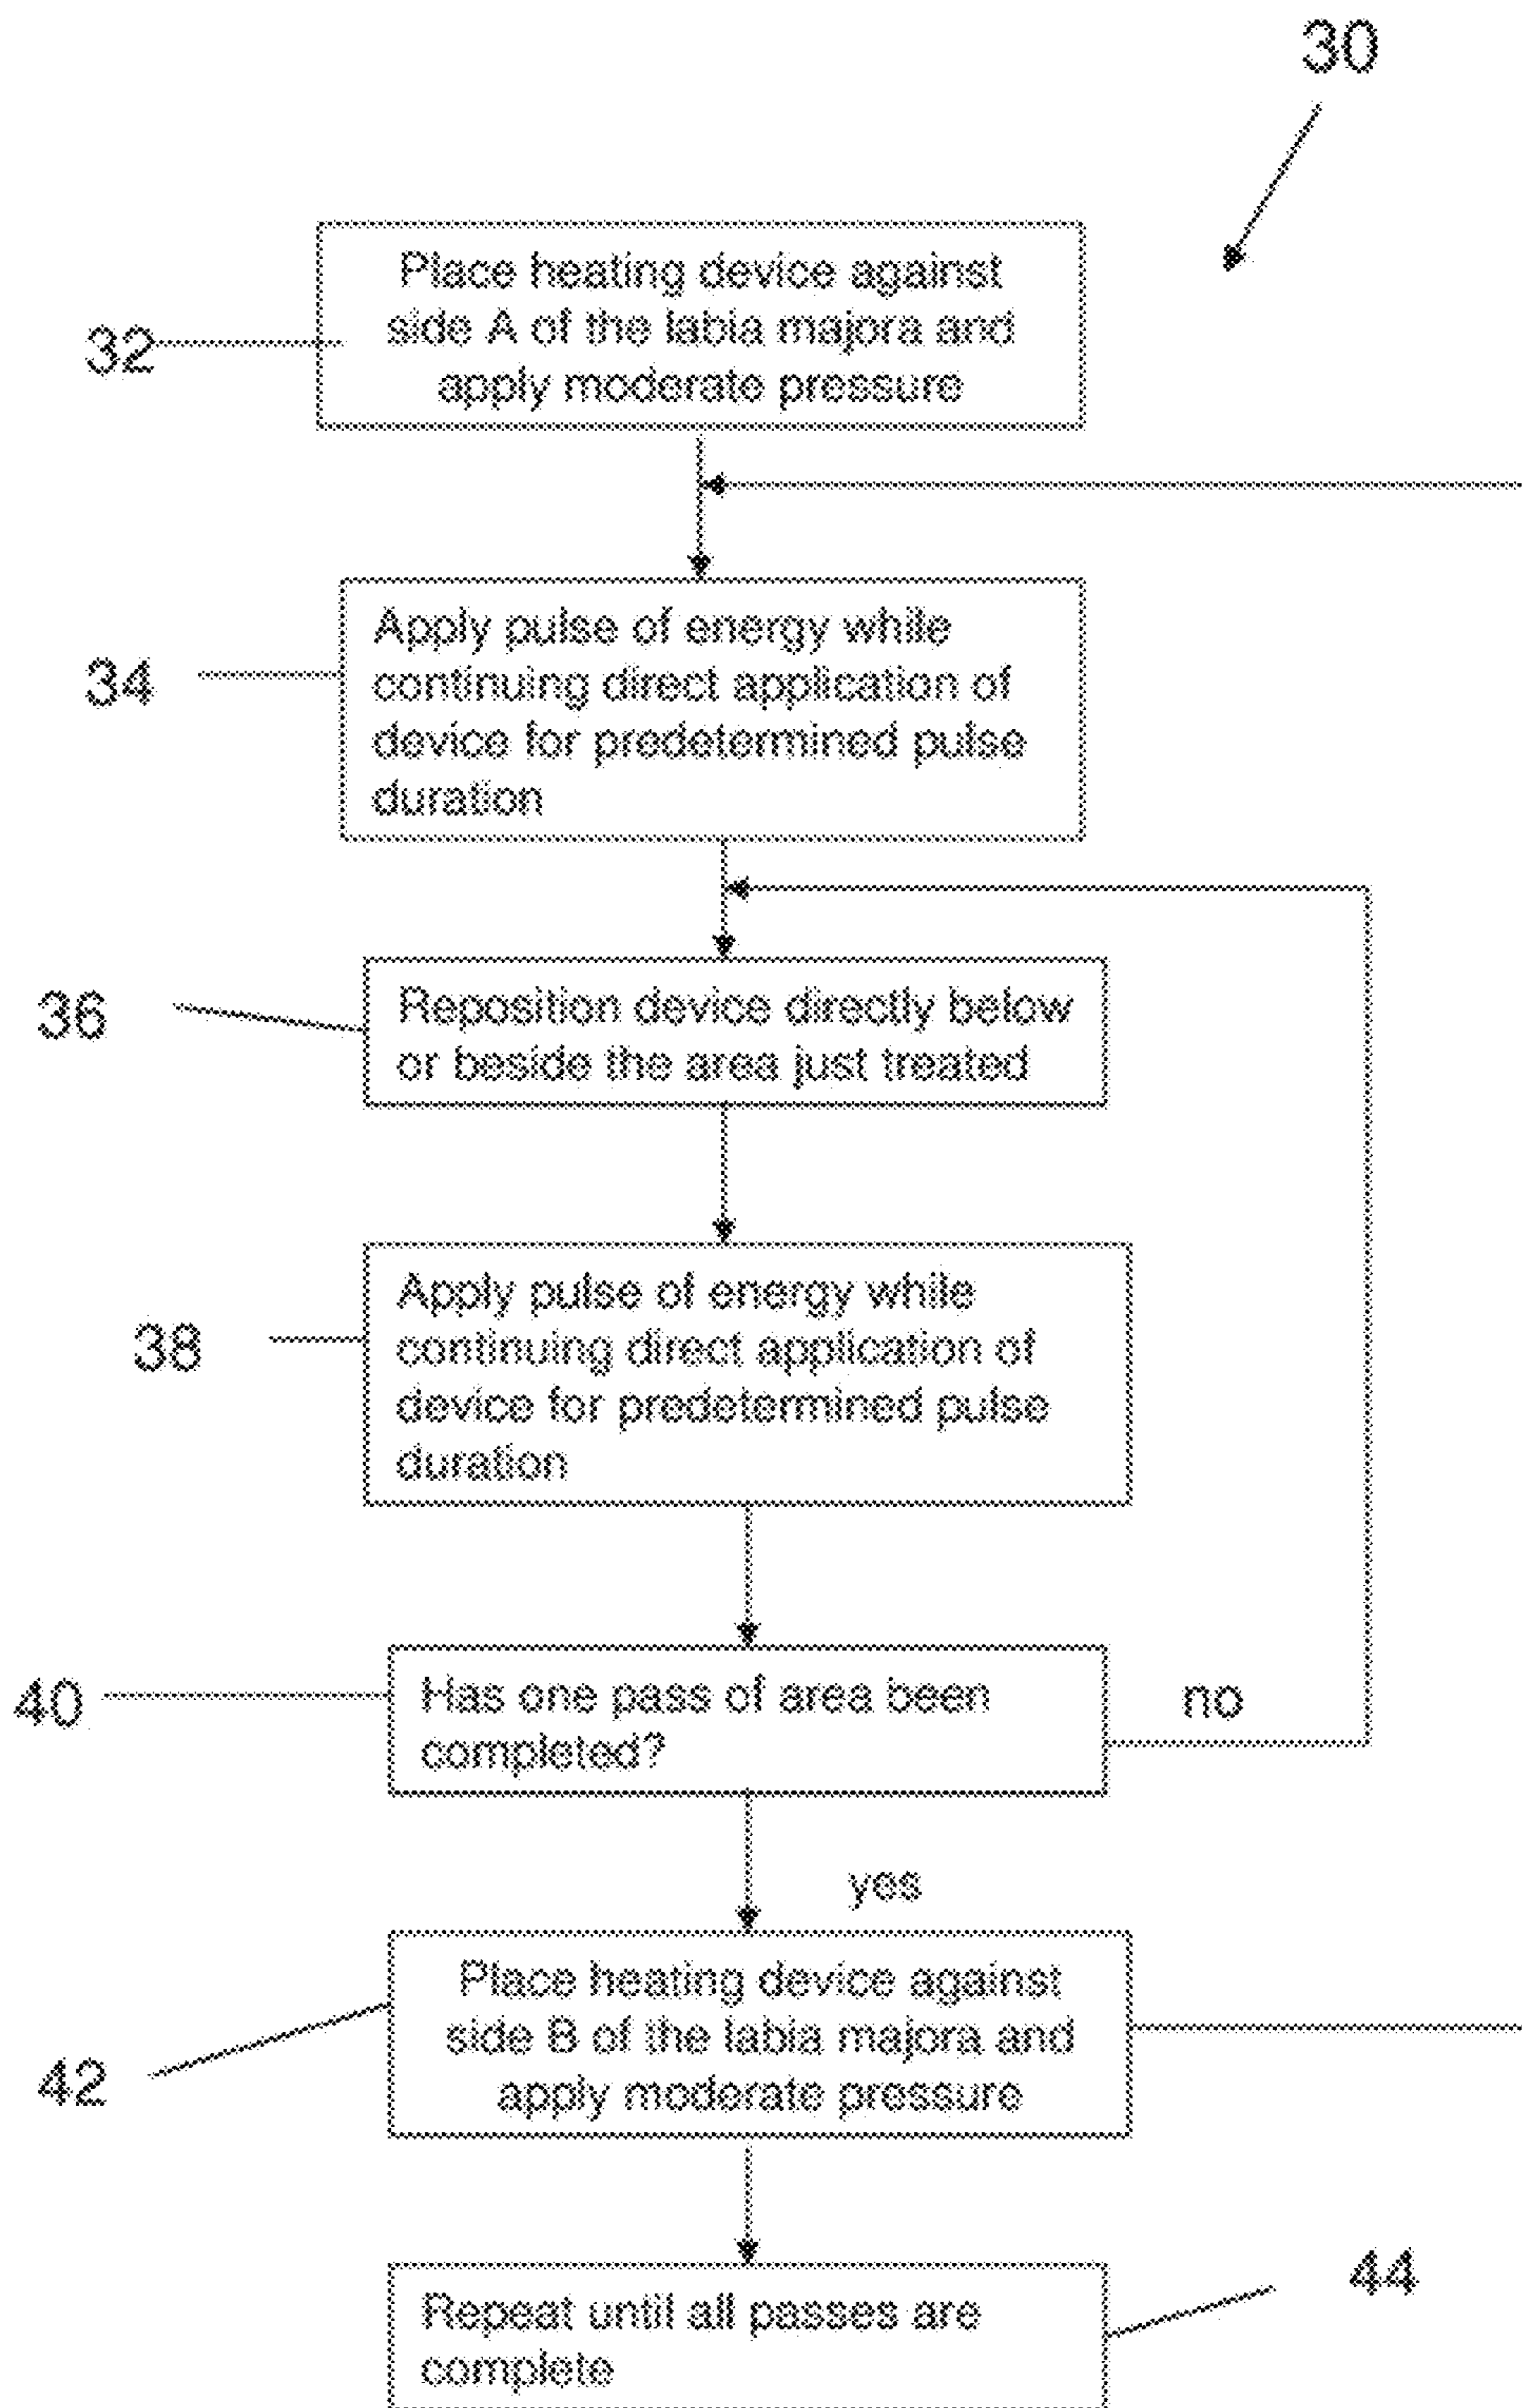 30
Place heating device against
side A of the labia majora and
apply moderate pressure
32
Apply pulse of energy while
continuing direct application of
device for predetermined pulse
duration
34
Reposition device directly below
or beside the area just treated
36
Apply pulse of energy while
continuing direct application of
device for predetermined pulse
duration
38
Has one pass of area been
completed?
40
no
yes
Place heating device against
side B of the labia majora and
apply moderate pressure
42
44
Repeat until all passes are
complete